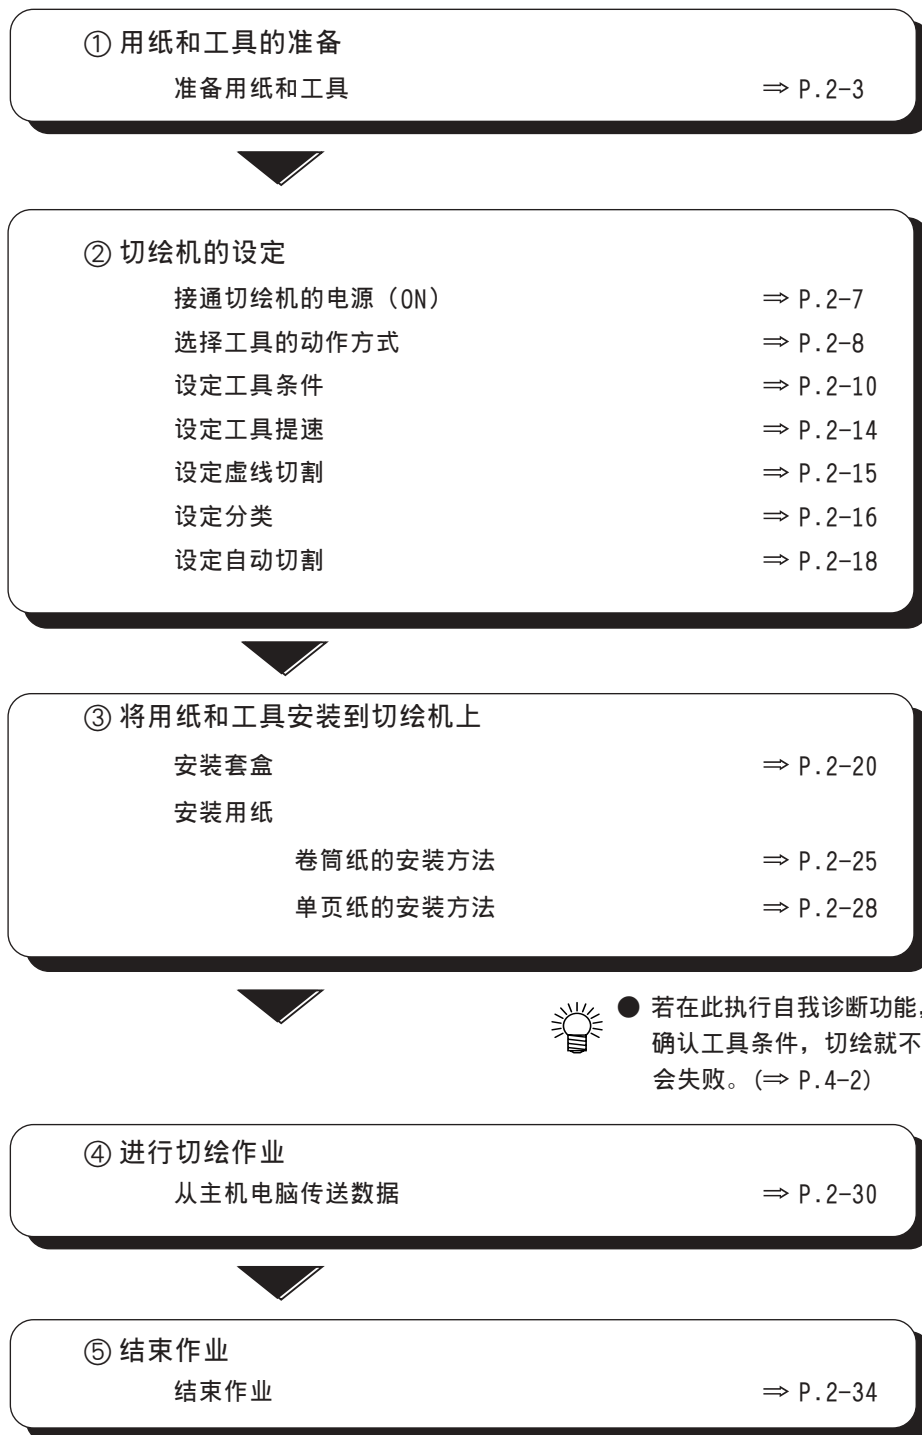 ① 用纸和工具的准备
准备用纸和工具 ⇒ P.2-3
② 切绘机的设定
接通切绘机的电源（ON） ⇒ P.2-7
选择工具的动作方式 ⇒ P.2-8
设定工具条件 ⇒ P.2-10
设定工具提速 ⇒ P.2-14
设定虚线切割 ⇒ P.2-15
设定分类 ⇒ P.2-16
设定自动切割 ⇒ P.2-18
③ 将用纸和工具安装到切绘机上
安装套盒 ⇒ P.2-20
安装用纸
卷筒纸的安装方法 ⇒ P.2-25
单页纸的安装方法 ⇒ P.2-28
● 若在此执行自我诊断功能，
确认工具条件，切绘就不
会失败。(⇒ P.4-2)
④ 进行切绘作业
从主机电脑传送数据 ⇒ P.2-30
⑤ 结束作业
结束作业 ⇒ P.2-34